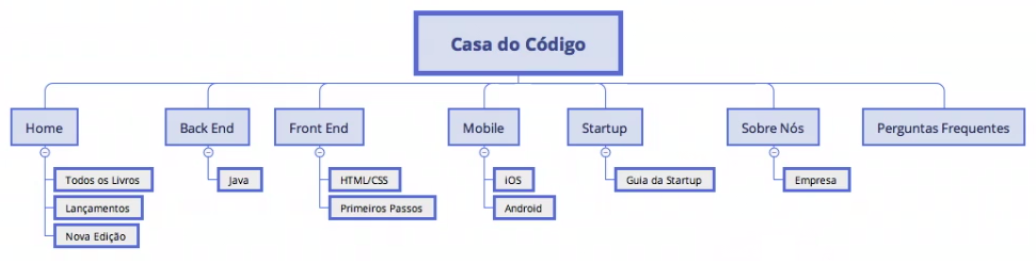 Casa do Código
Home
Back End
Front End
Mobile
Startup
Sobre Nós
Perguntas Frequentes
Todos os Livros
Lançamentos
Nova Edição
Java
HTML/CSS
Primeiros Passos
iOS
Android
Guia da Startup
Empresa